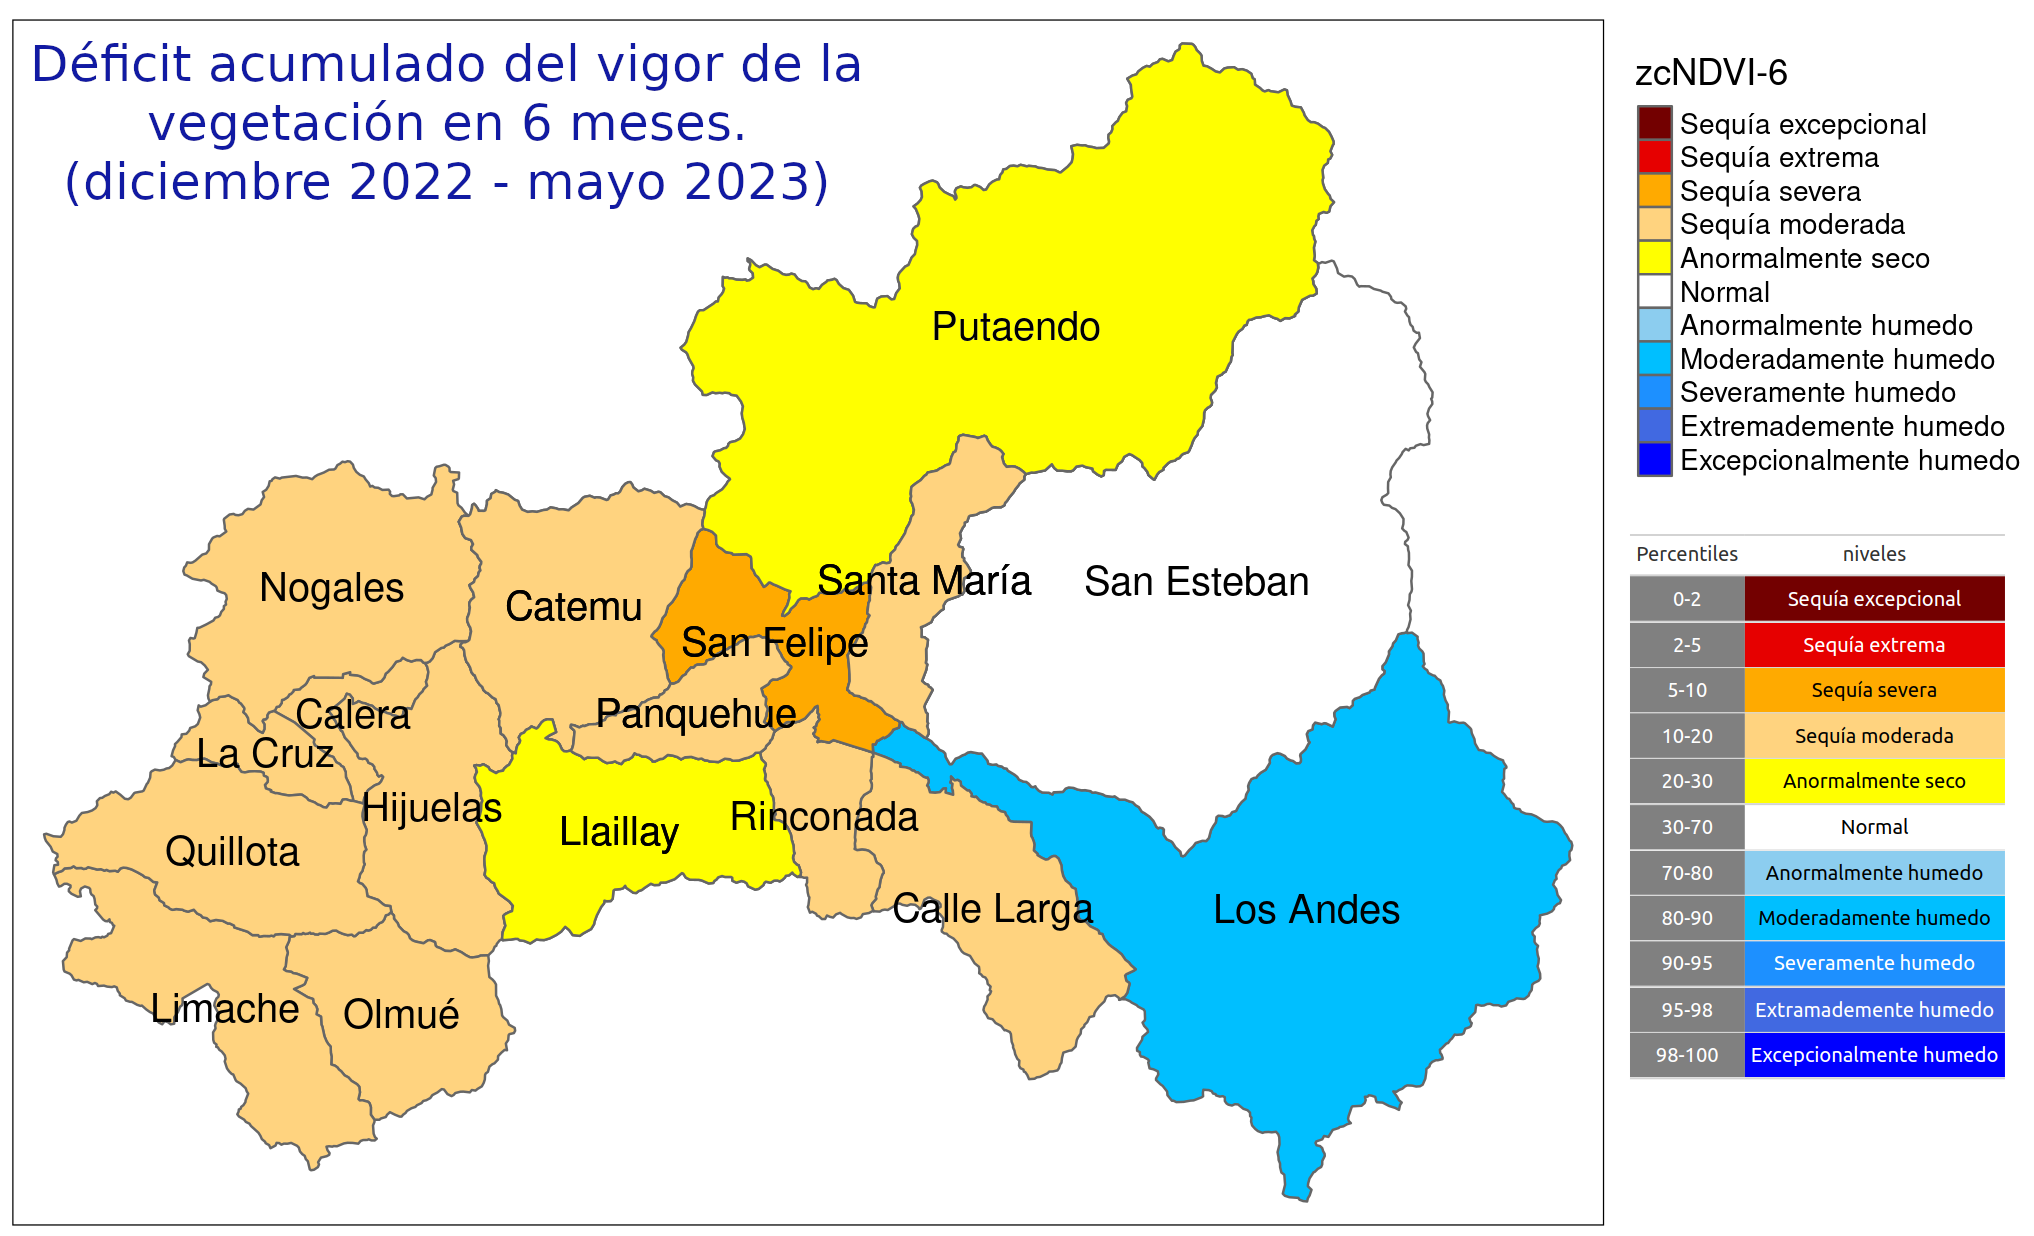 Déficit acumulado del vigor de la
vegetación en 6 meses.
(diciembre 2022 - mayo 2023)
Putaendo
Nogales
Catemu
Santa María
San Esteban
San Felipe
Calera
Panquehue
La Cruz
Hijuelas
Rinconada
Llaillay
Quillota
Calle Larga
Los Andes
Limache
Olmué
zcNDVI-6
Sequía excepcional
Sequía extrema
Sequía severa
Sequía moderada
Anormalmente seco
Normal
Anormalmente humedo
Moderadamente humedo
Severamente humedo
Extremademente humedo
Excepcionalmente humedo
Percentiles niveles
0-2 Sequía excepcional
2-5 Sequía extrema
5-10 Sequía severa
10-20 Sequía moderada
20-30 Anormalmente seco
30-70 Normal
70-80 Anormalmente humedo
80-90 Moderadamente humedo
90-95 Severamente humedo
95-98 Extramademente humedo
98-100 Excepcionalmente humedo